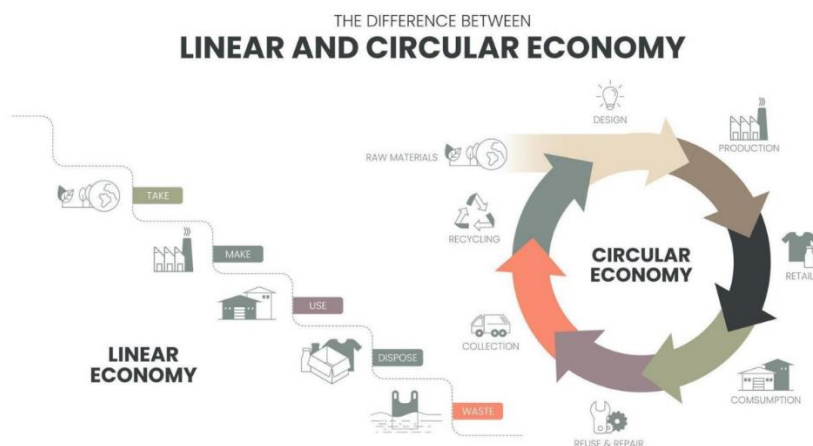 THE DIFFERENCE BETWEEN
LINEAR AND CIRCULAR ECONOMY
TAKE
MAKE
USE
DISPOSE
WASTE
LINEAR
ECONOMY
RAW MATERIALS
DESIGN
PRODUCTION
RETAIL
COMSUMPTION
REUSE & REPAIR
COLLECTION
RECYCLING
CIRCULAR
ECONOMY